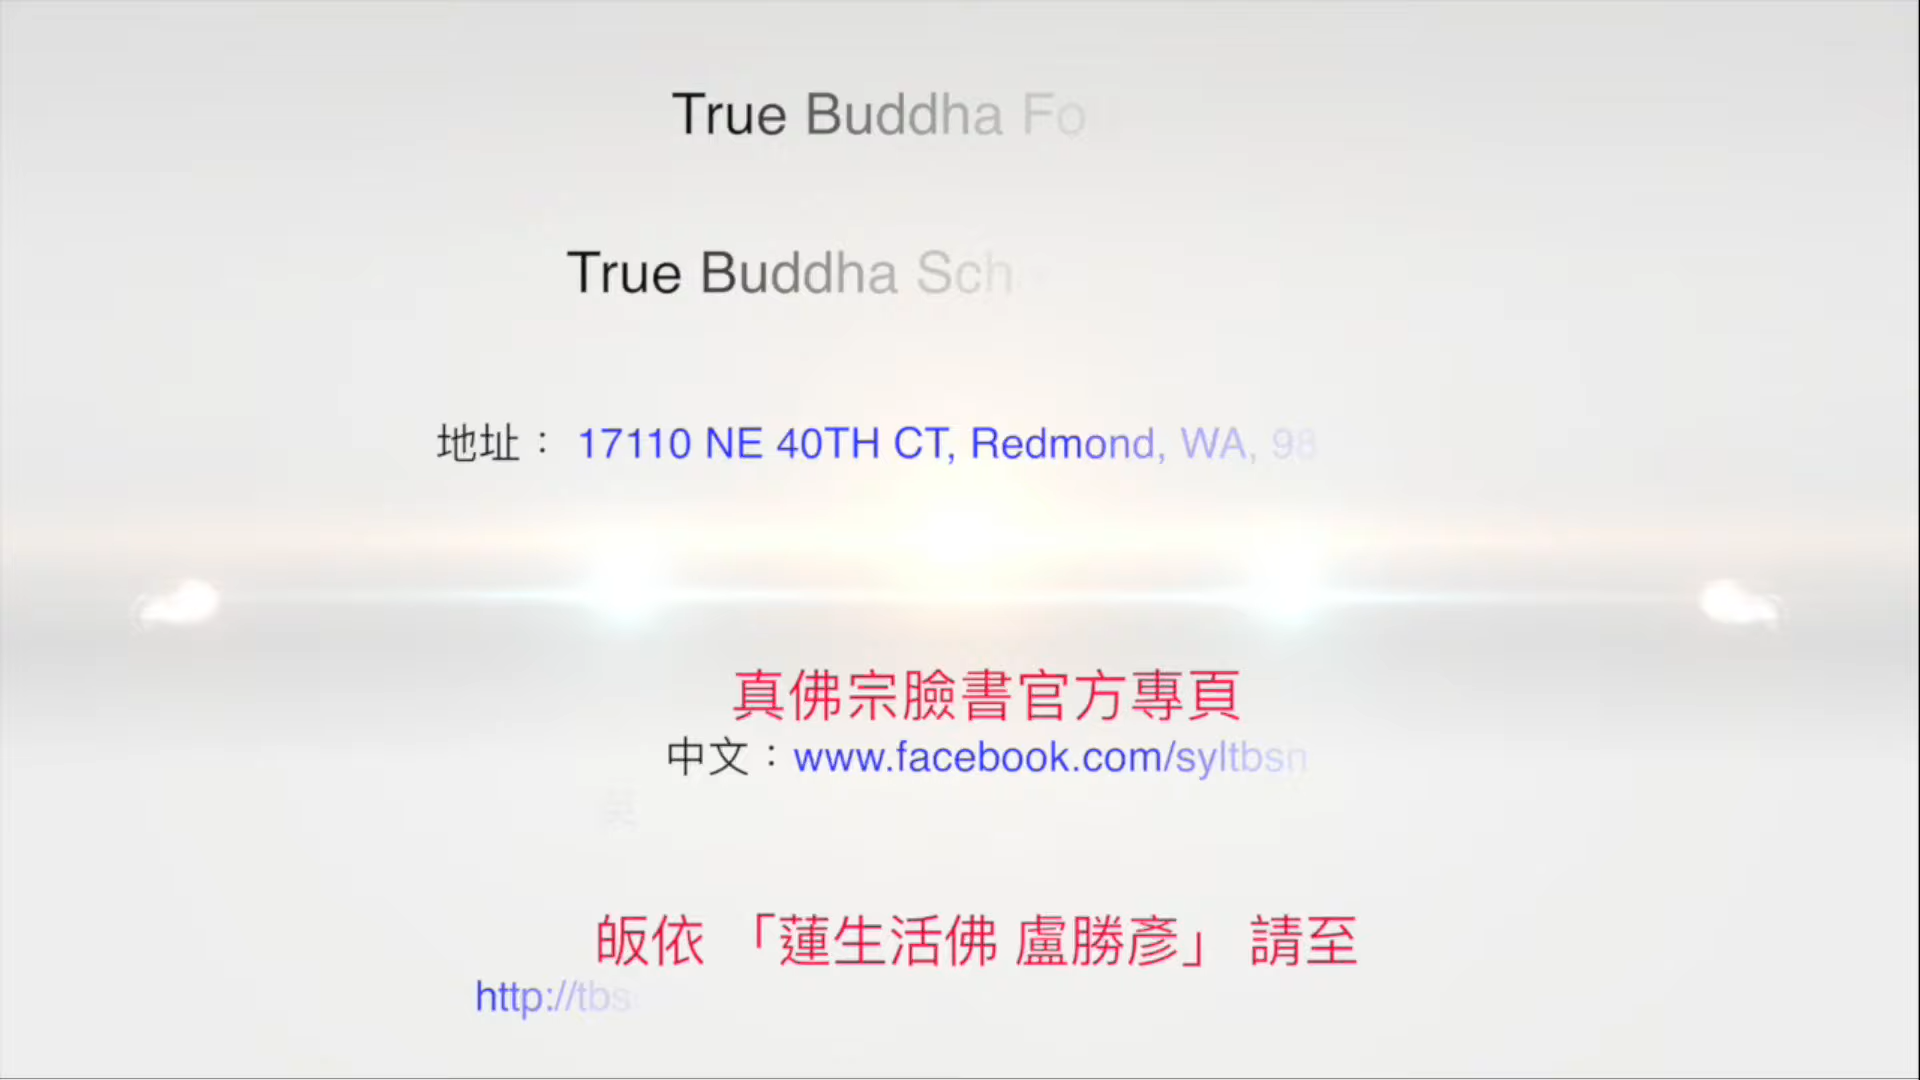 True Buddha Fo
True Buddha Sch
地址： 17110 NE 40TH CT, Redmond, WA, 98
真佛宗臉書官方專頁
中文：www.facebook.com/syltbsn
皈依 「蓮生活佛 盧勝彥」 請至
http://tbs